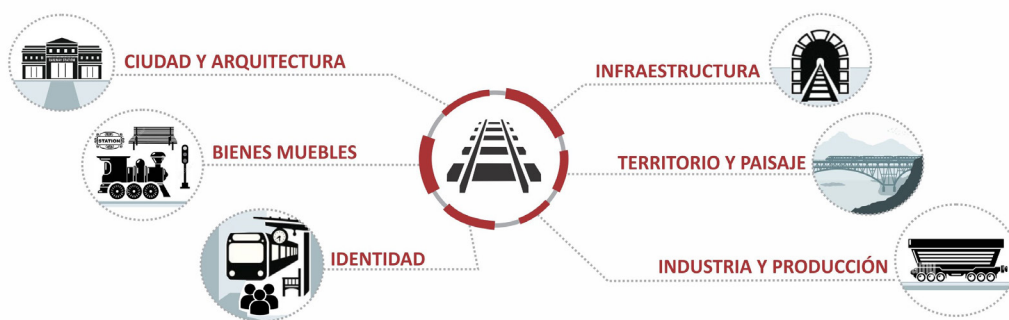 CIUDAD Y ARQUITECTURA
INFRAESTRUCTURA
STATION
BIENES MUEBLES
TERRITORIO Y PAISAJE
IDENTIDAD
INDUSTRIA Y PRODUCCIÓN